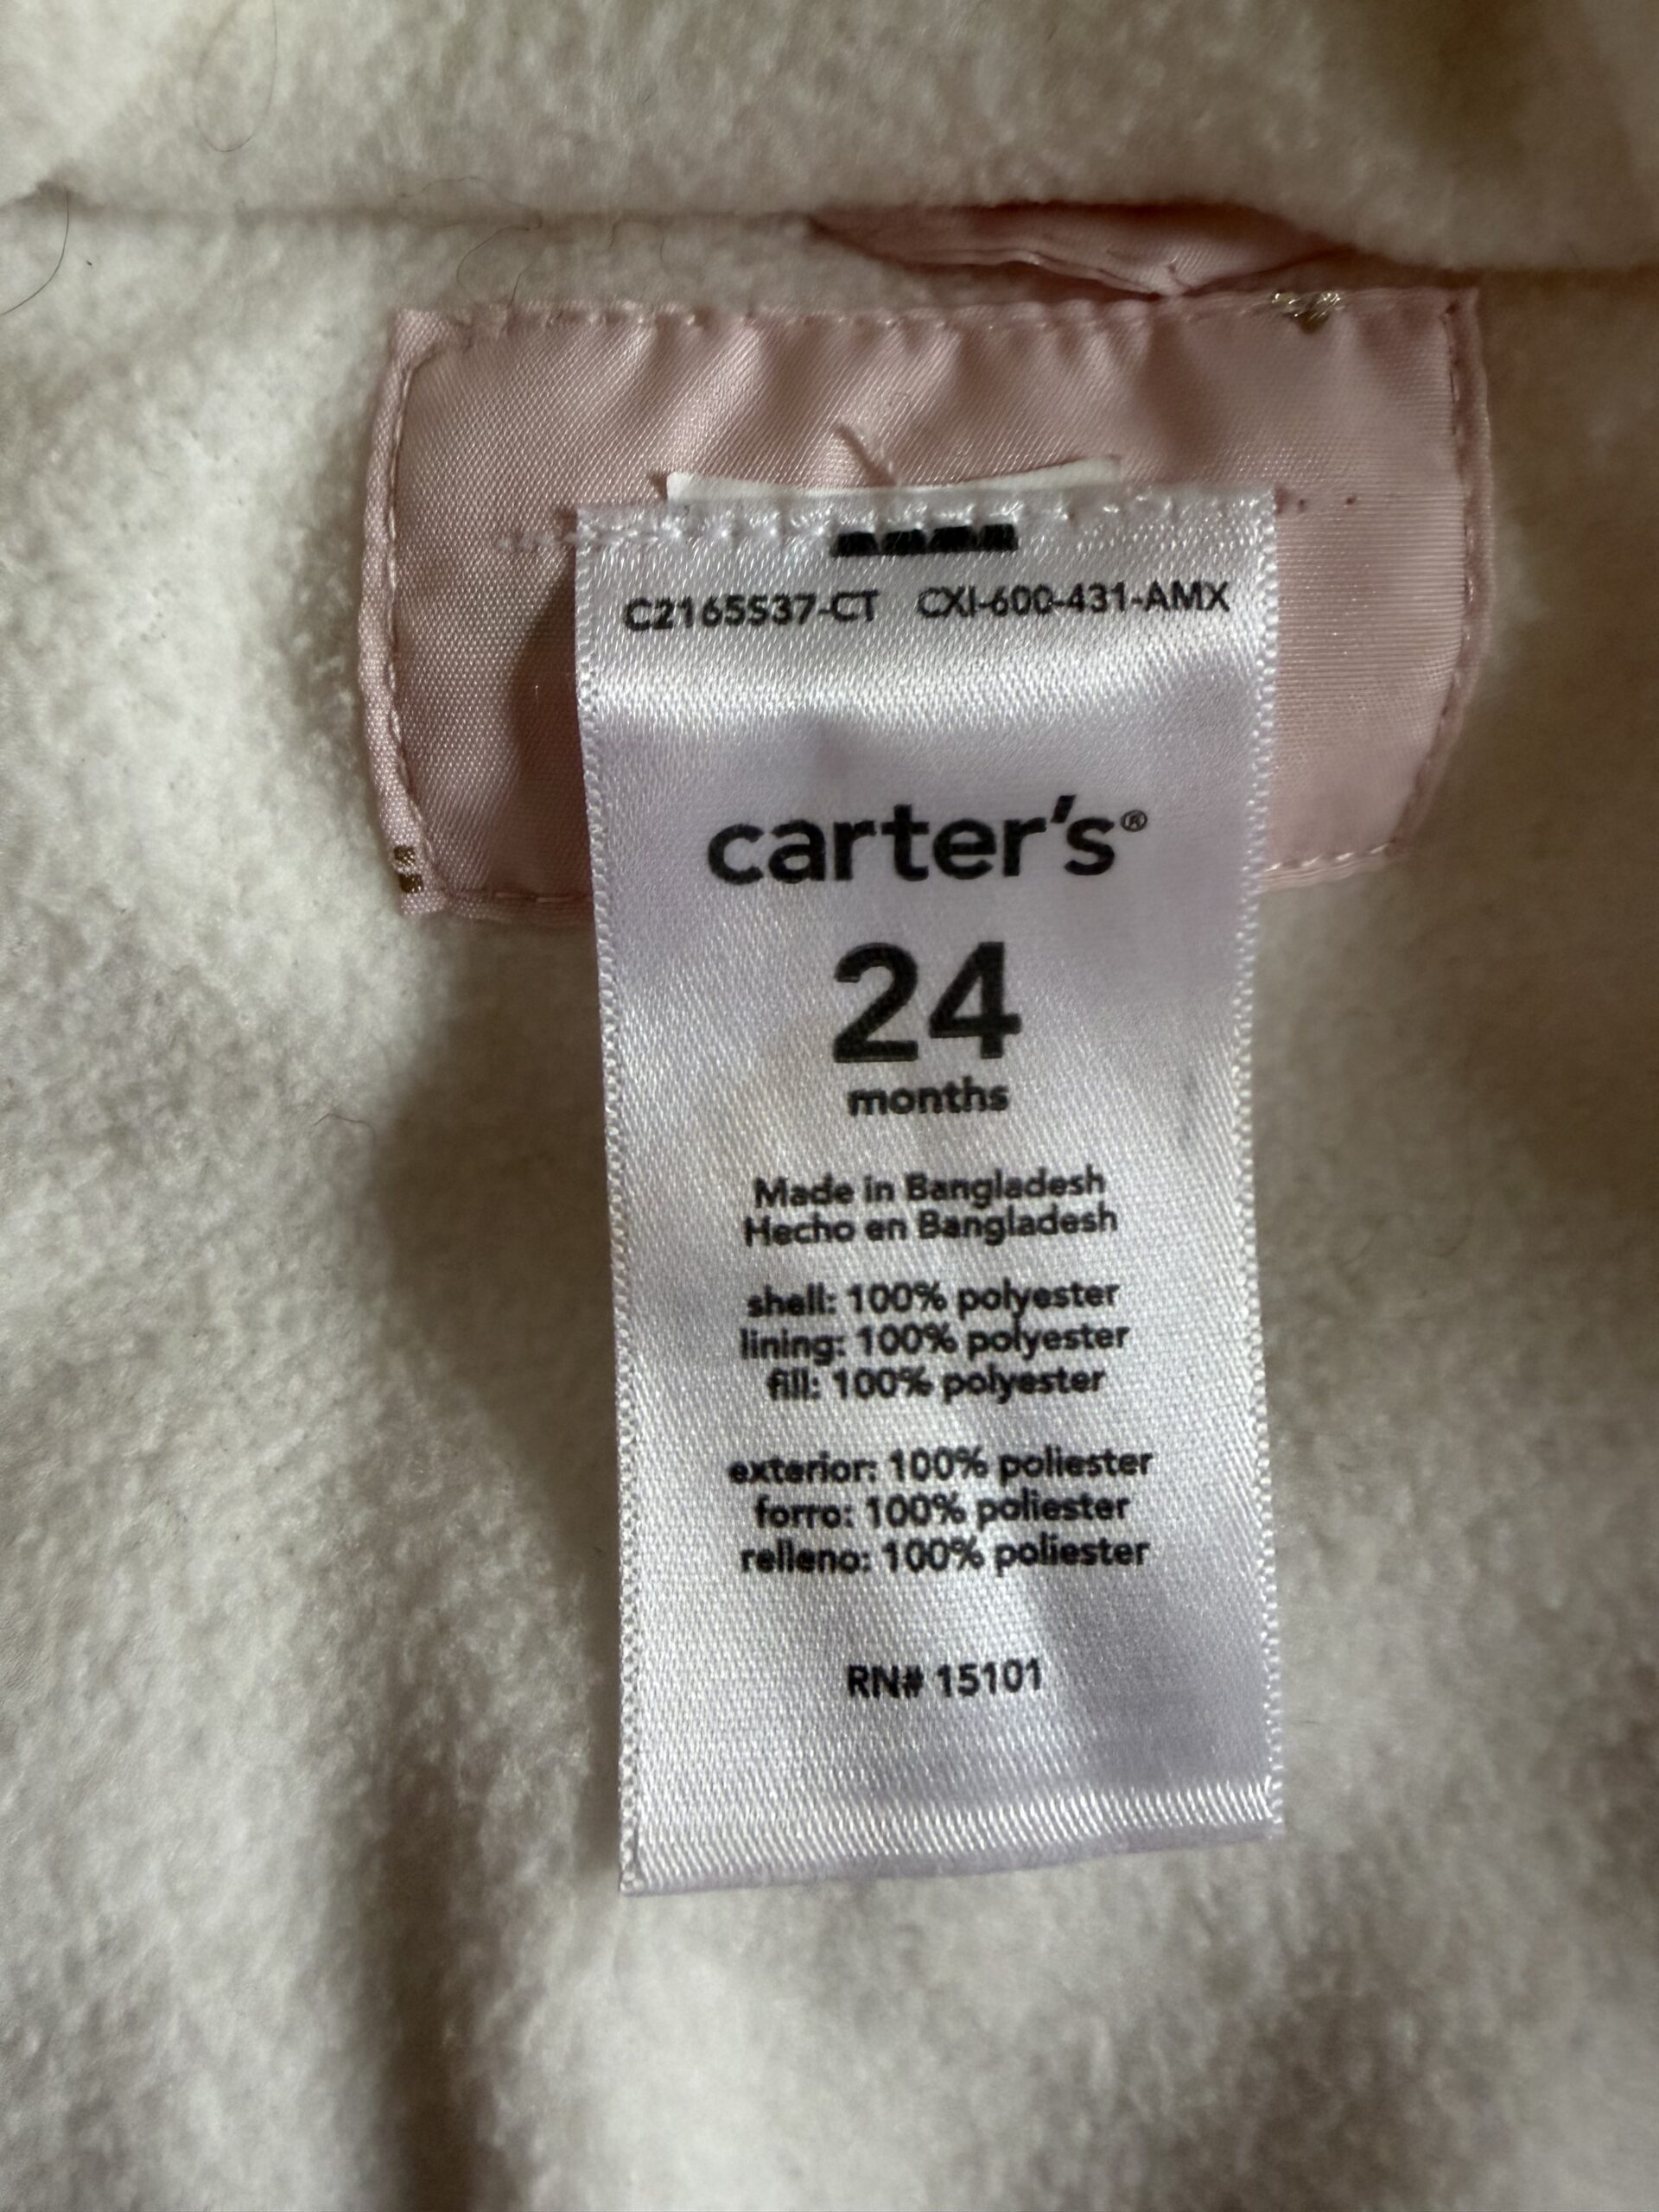 C2165S37-CT CXI-600-431-AMX
carter's®
24
months
Made in Bangladesh
Hecho en Bangladesh
shell: 100% polyester
lining: 100% polyester
fill: 100% polyester
exterior: 100% poliester
forro: 100% poliester
relleno: 100% poliester
RN# 15101